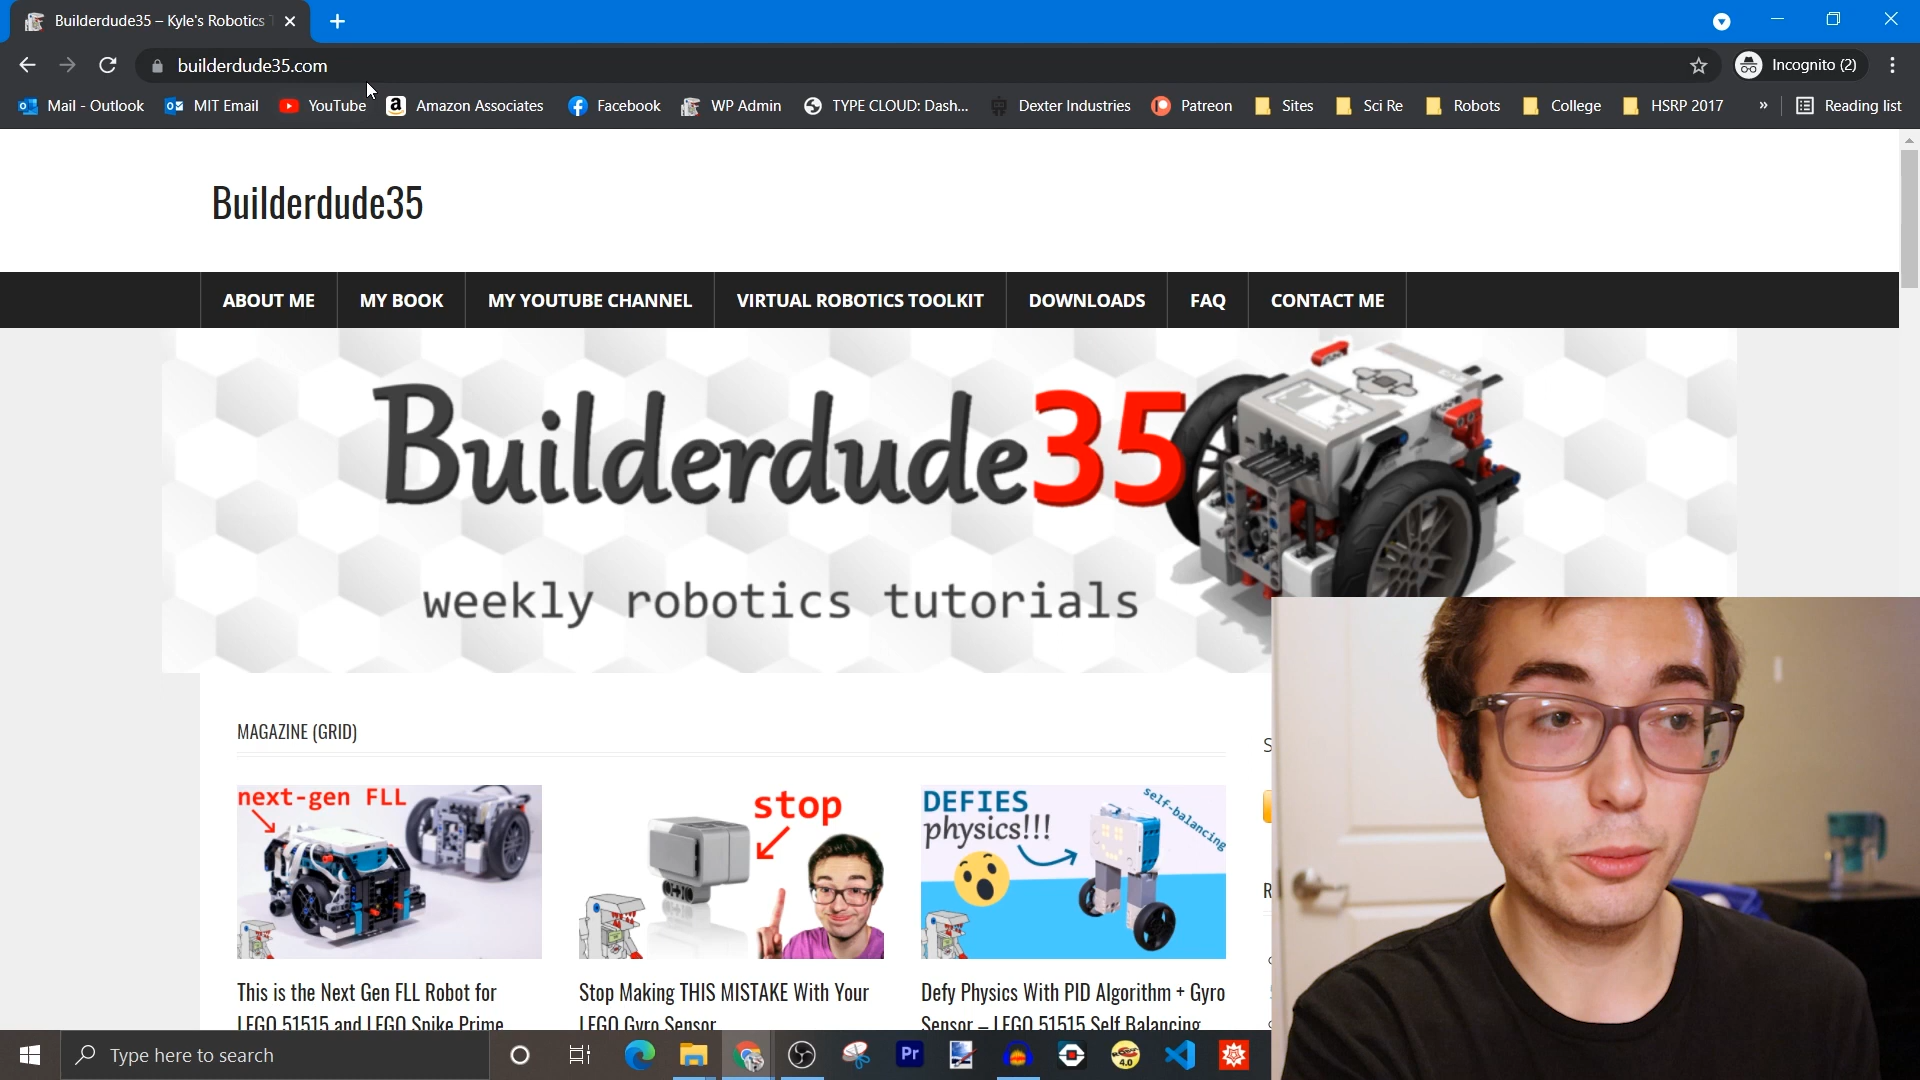 Builderdude35 – Kyle's Robotics
builderdude35.com
Incognito (2)
Mail - Outlook
MIT Email
YouTube
Amazon Associates
Facebook
WP Admin
TYPE CLOUD: Dash...
Dexter Industries
Patreon
Sites
Sci Re
Robots
College
HSRP 2017
»
Reading list
Builderdude35
ABOUT ME
MY BOOK
MY YOUTUBE CHANNEL
VIRTUAL ROBOTICS TOOLKIT
DOWNLOADS
FAQ
CONTACT ME
Builderdude35
weekly robotics tutorials
MAGAZINE (GRID)
next-gen FLL
stop
DEFIES
physics!!!
self-balancing
This is the Next Gen FLL Robot for
LEGO 51515 and LEGO Spike Prime
Stop Making THIS MISTAKE With Your
LEGO Gyro Sensor
Defy Physics With PID Algorithm + Gyro
Sensor – LEGO 51515 Self Balancing
Type here to search
Pr
4.0